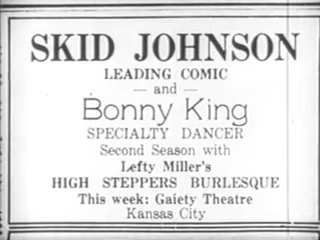 SKID JOHNSON
LEADING COMIC
— and —
Bonny King
SPECIALTY DANCER
Second Season with
Lefty Miller's
HIGH STEPPERS BURLESQUE
This week: Gaiety Theatre
Kansas City